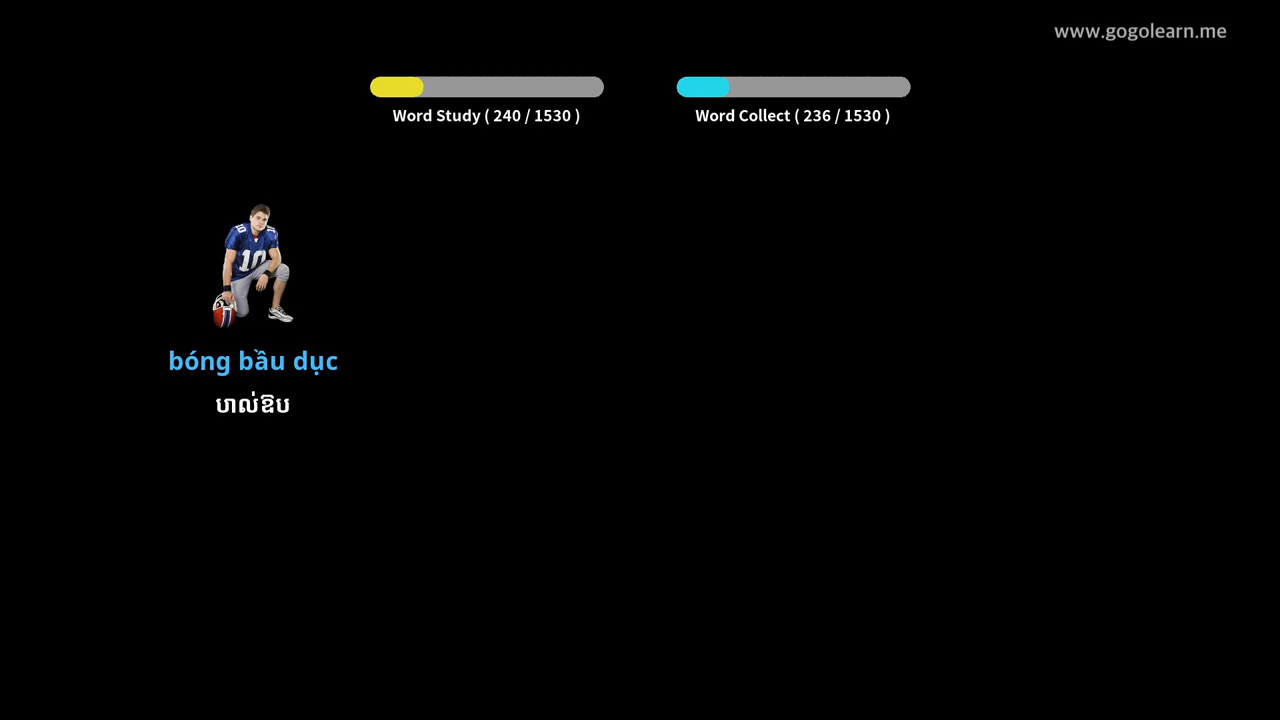 www.gogolearn.me
Word Study ( 240 / 1530 )
Word Collect ( 236 / 1530 )
bóng bầu dục
បាល់ឱប